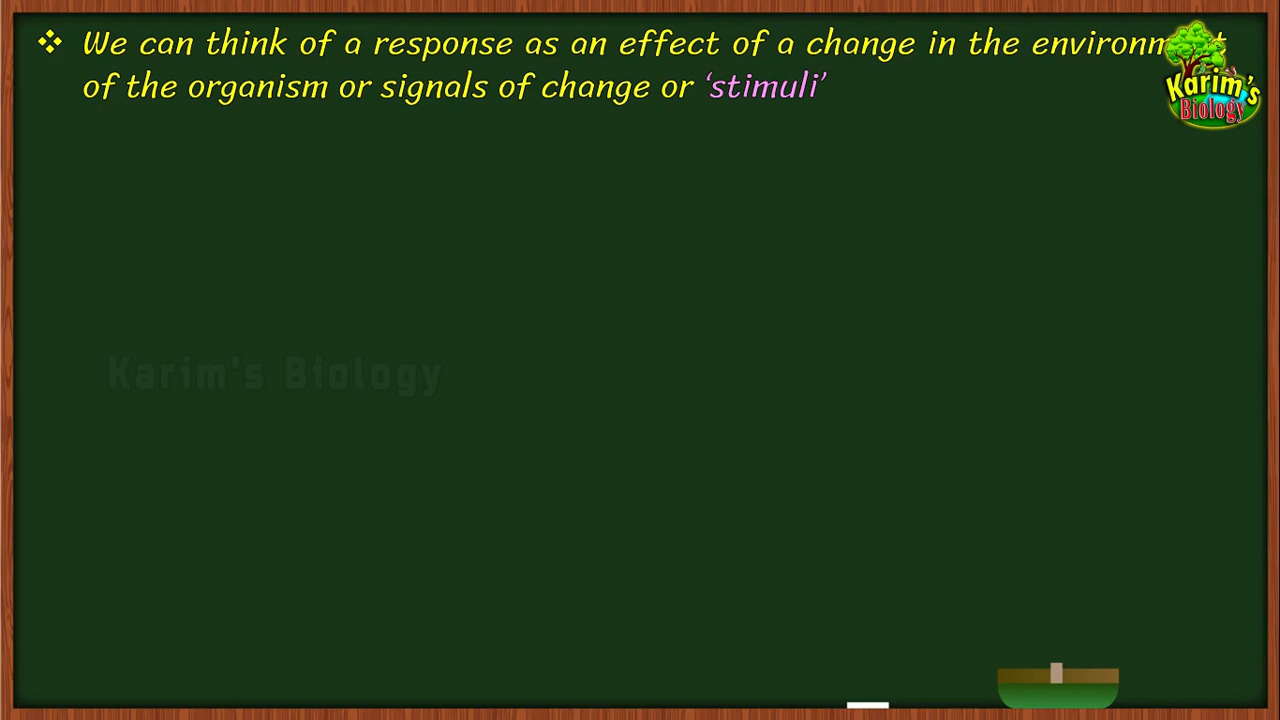 ❖ We can think of a response as an effect of a change in the environment
of the organism or signals of change or ‘stimuli’
Karim's
Biology
Karim's Biology